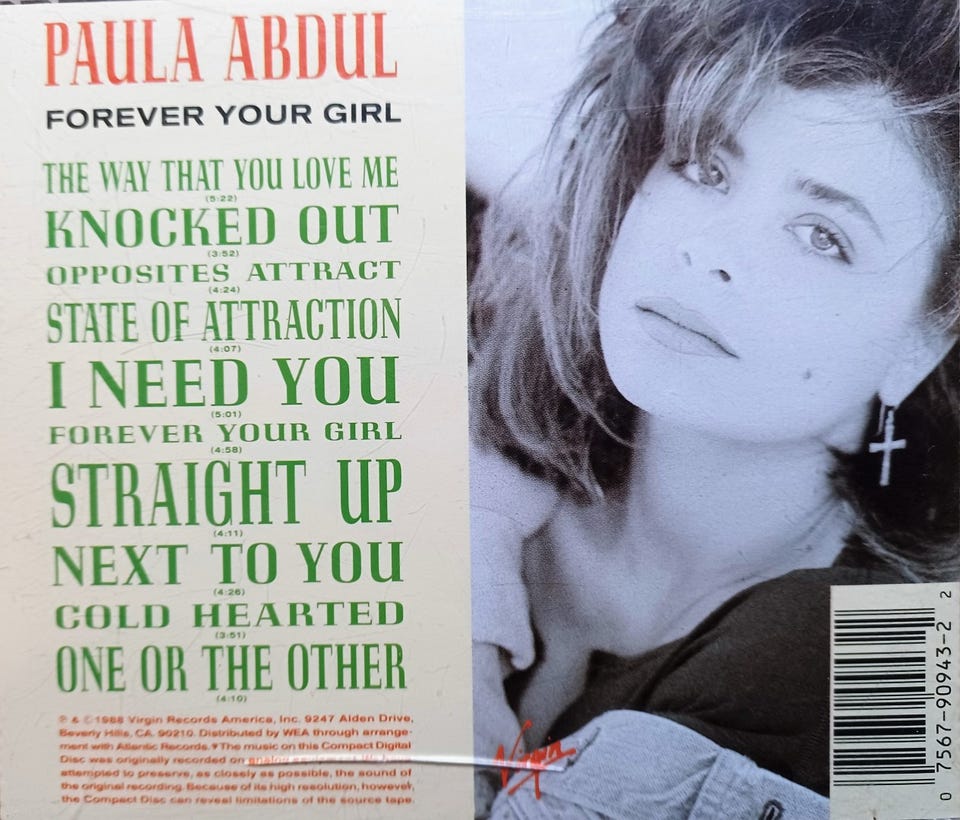 PAULA ABDUL
FOREVER YOUR GIRL
THE WAY THAT YOU LOVE ME
(5:22)
KNOCKED OUT
(3:52)
OPPOSITES ATTRACT
(4:24)
STATE OF ATTRACTION
(4:07)
I NEED YOU
(5:01)
FOREVER YOUR GIRL
(4:58)
STRAIGHT UP
(4:11)
NEXT TO YOU
(4:26)
COLD HEARTED
(3:51)
ONE OR THE OTHER
(4:10)
℗ & © 1988 Virgin Records America, Inc. 9247 Alden Drive,
Beverly Hills, CA. 90210. Distributed by WEA through arrange-
ment with Atlantic Records. ▾ The music on this Compact Digital
Disc was originally recorded on analog equipment. We have
attempted to preserve, as closely as possible, the sound of
the original recording. Because of its high resolution, however,
the Compact Disc can reveal limitations of the source tape.
Virgin
0 7567-90943-2 2